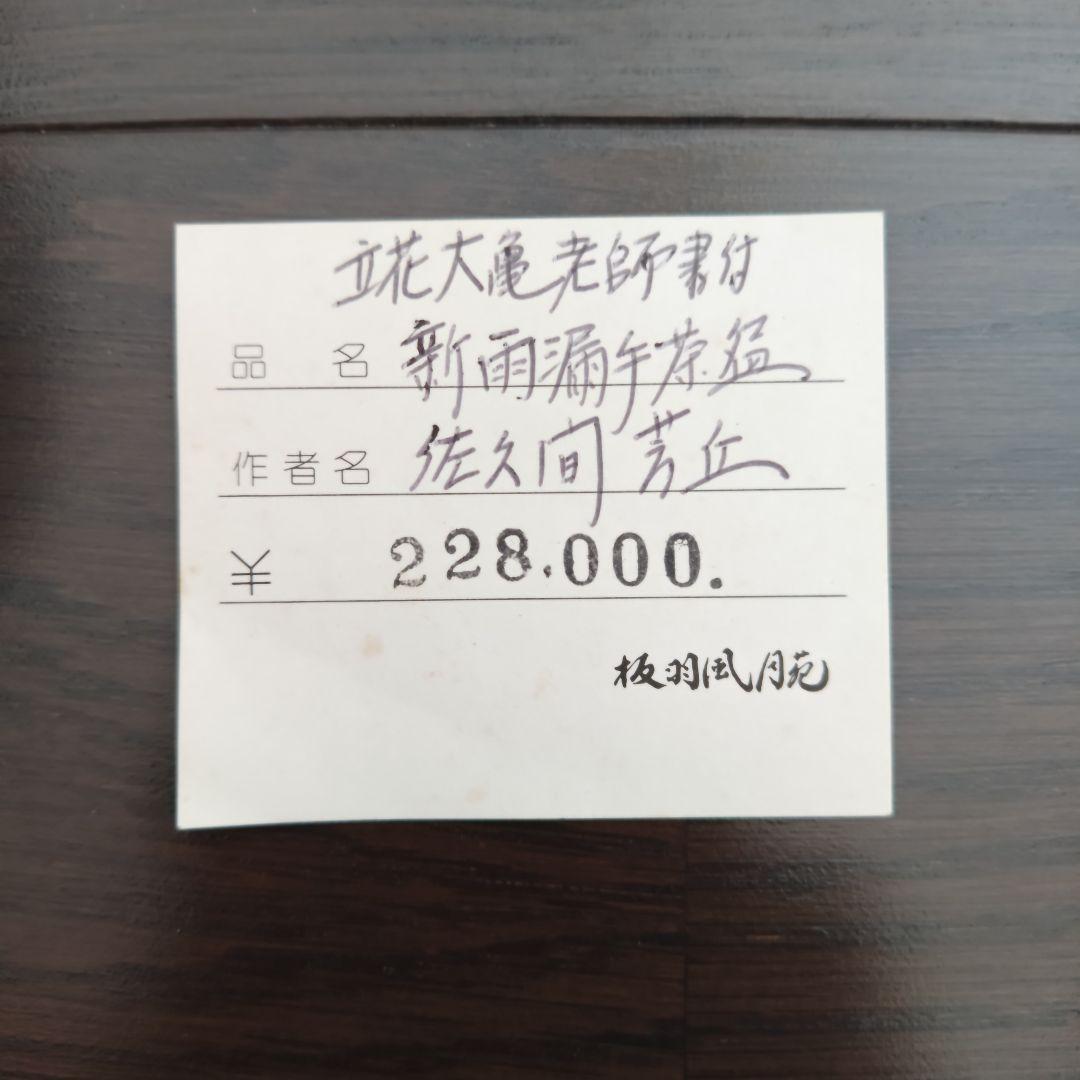 立花大亀老師書付
品名 新雨漏手茶盌
作者名 佐久間 芳丘
¥ 228.000.
板羽風月苑